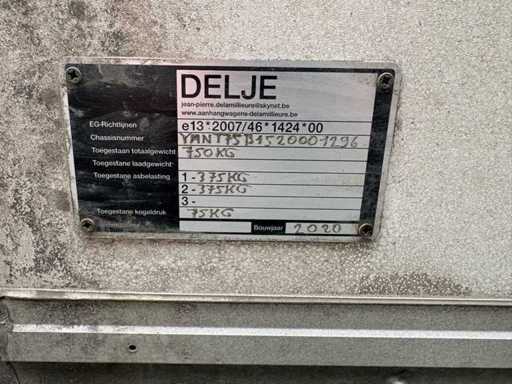 DELJE
jean-pierre.delamillieure@skynet.be
www.aanhangwagens-delamillieure.be
EG-Richtlijnen e13*2007/46*1424*00
Chassisnummer YANT75B1520001296
Toegestaan totaalgewicht 750KG
Toegestane laadgewicht
Toegestane asbelasting 1 - 375KG
2 - 375KG
3 -
Toegestane kogeldruk 75KG
Bouwjaar 2020